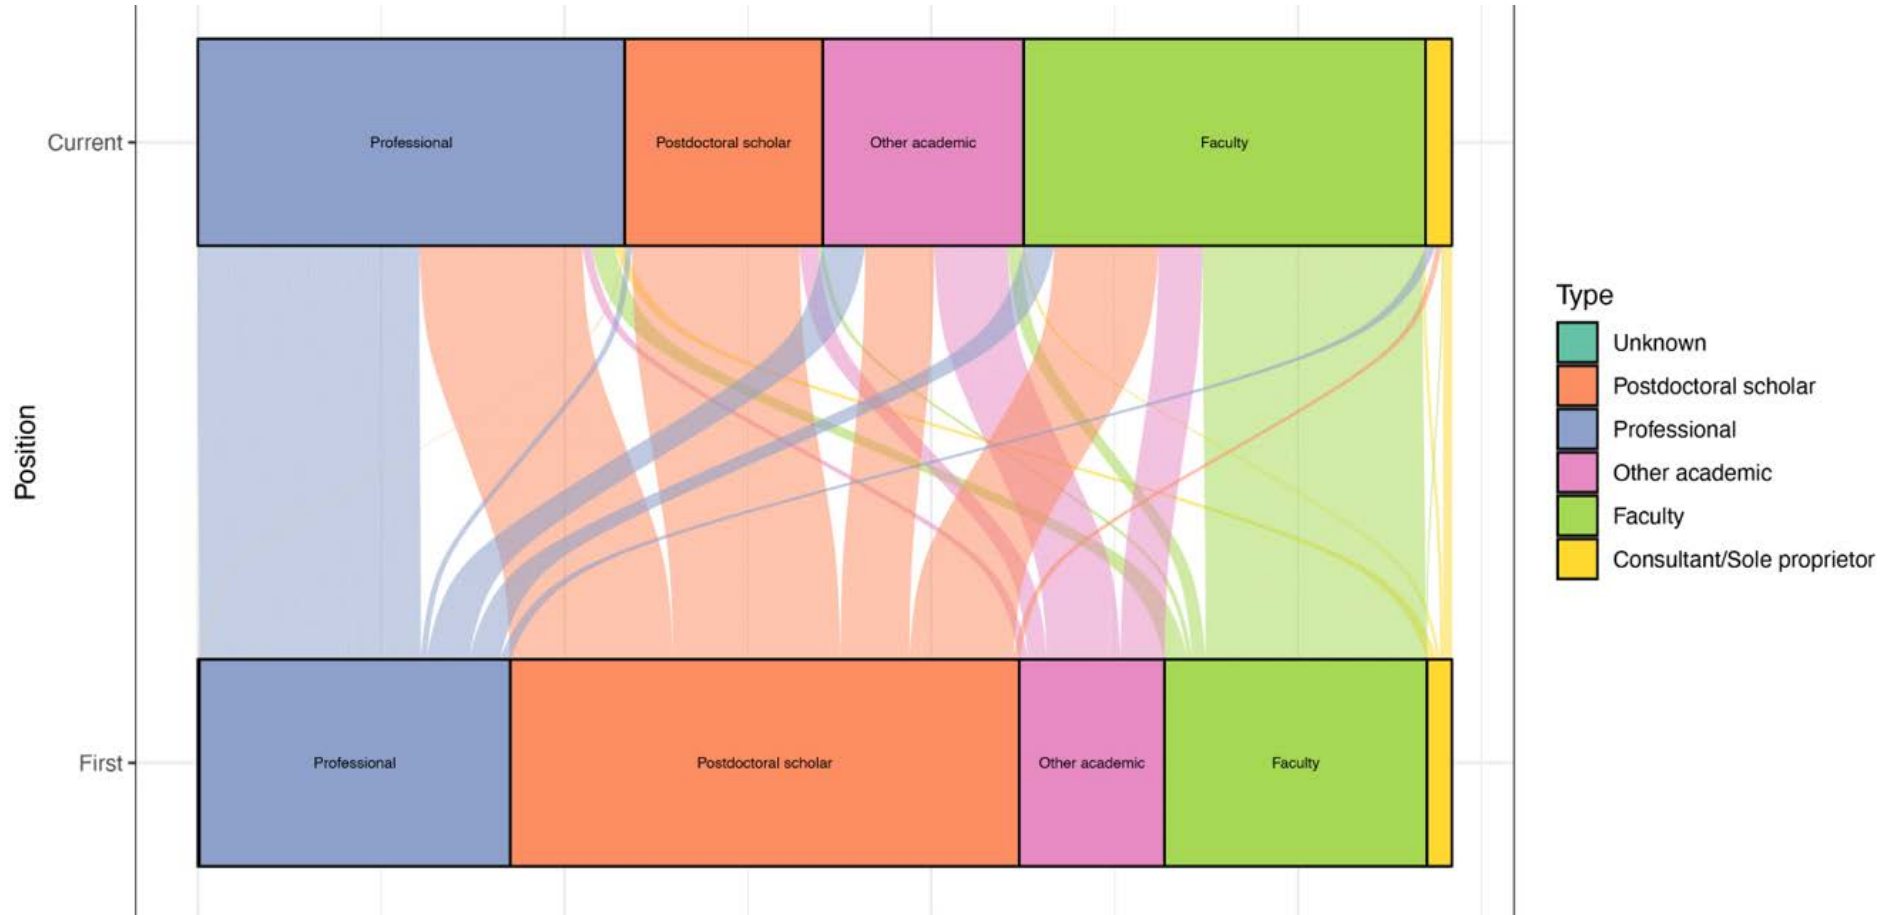 Current
Professional
Postdoctoral scholar
Other academic
Faculty
Position
First
Professional
Postdoctoral scholar
Other academic
Faculty
Type
Unknown
Postdoctoral scholar
Professional
Other academic
Faculty
Consultant/Sole proprietor